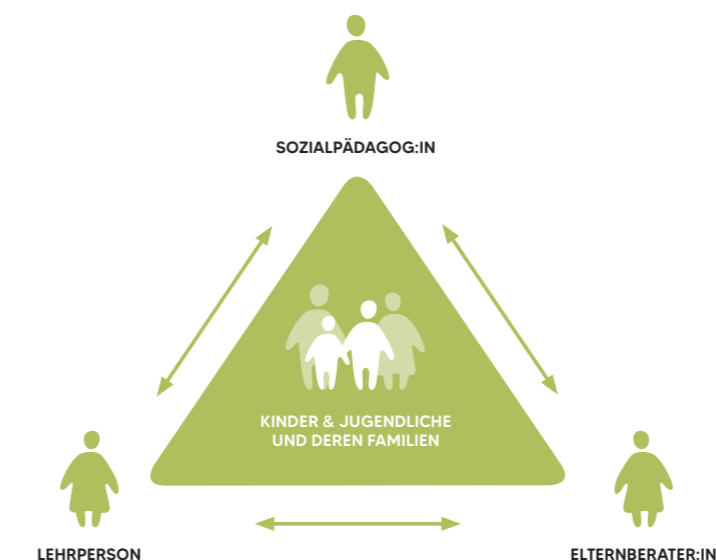 SOZIALPÄDAGOG:IN
KINDER & JUGENDLICHE
UND DEREN FAMILIEN
LEHRPERSON
ELTERNBERATER:IN